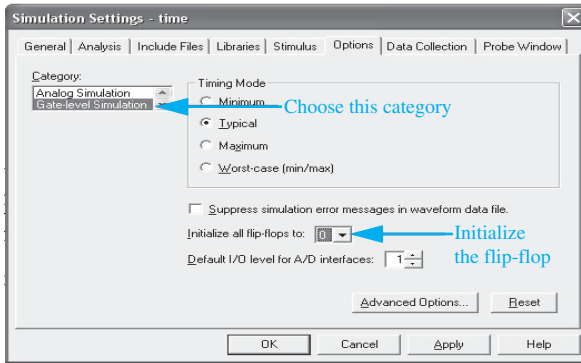 Simulation Settings - time
General Analysis Include Files Libraries Stimulus Options Data Collection Probe Window
Category:
Analog Simulation
Gate-level Simulation
Timing Mode
Minimum
Choose this category
Typical
Maximum
Worst-case (min/max)
Suppress simulation error messages in waveform data file.
Initialize all flip-flops to: 0
Initialize
the flip-flop
Default I/O level for A/D interfaces: 1
Advanced Options... Reset
OK Cancel Apply Help